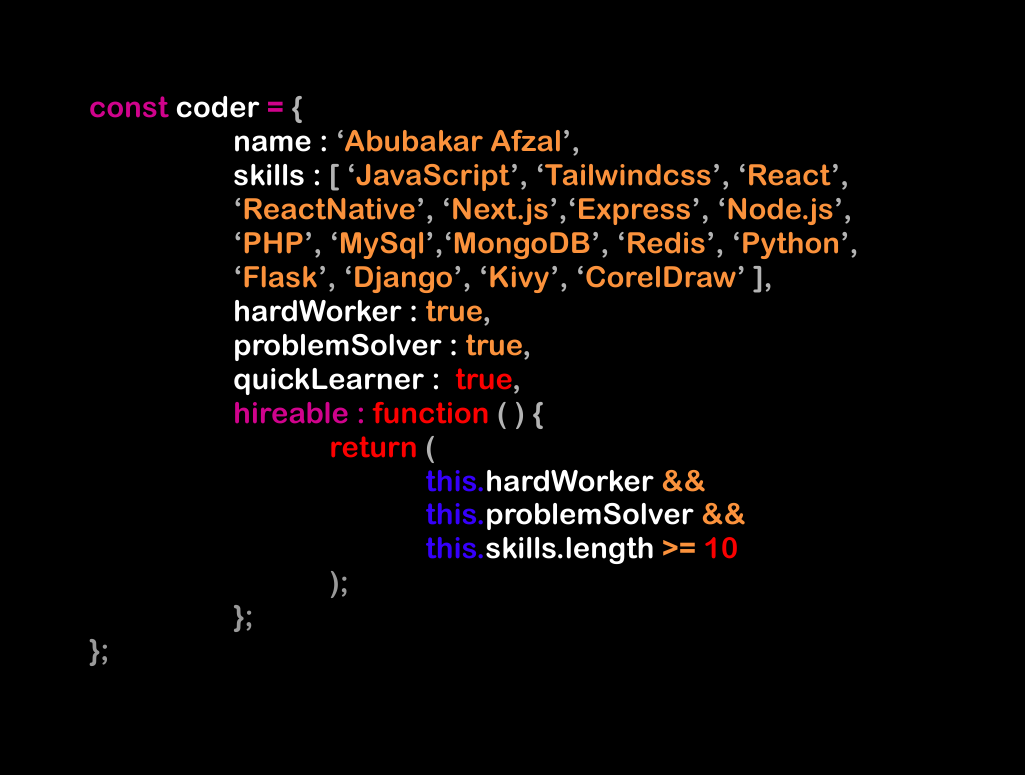 const coder = {
name : ‘Abubakar Afzal’,
skills : [ ‘JavaScript’, ‘Tailwindcss’, ‘React’,
‘ReactNative’, ‘Next.js’,‘Express’, ‘Node.js’,
‘PHP’, ‘MySql’,‘MongoDB’, ‘Redis’, ‘Python’,
‘Flask’, ‘Django’, ‘Kivy’, ‘CorelDraw’ ],
hardWorker : true,
problemSolver : true,
quickLearner :  true,
hireable : function ( ) {
return (
this.hardWorker &&
this.problemSolver &&
this.skills.length >= 10
);
};
};